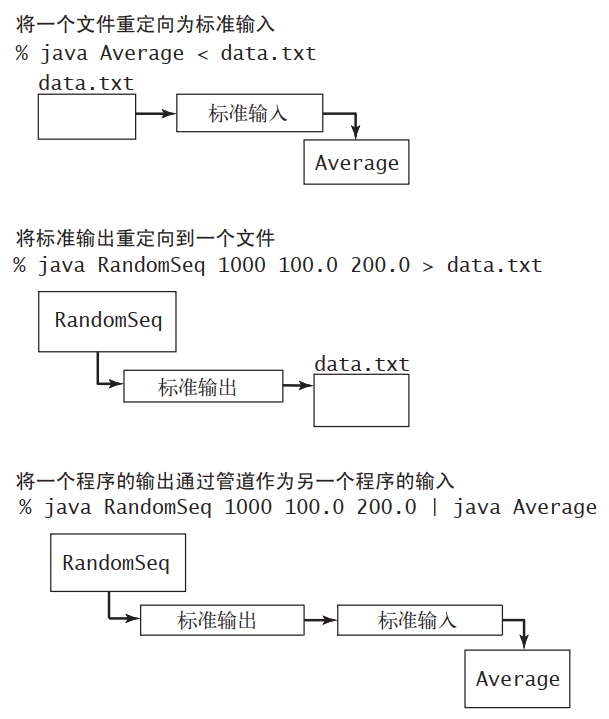 将一个文件重定向为标准输入
% java Average < data.txt
data.txt
标准输入
Average
将标准输出重定向到一个文件
% java RandomSeq 1000 100.0 200.0 > data.txt
RandomSeq
data.txt
标准输出
将一个程序的输出通过管道作为另一个程序的输入
% java RandomSeq 1000 100.0 200.0 | java Average
RandomSeq
标准输出
标准输入
Average